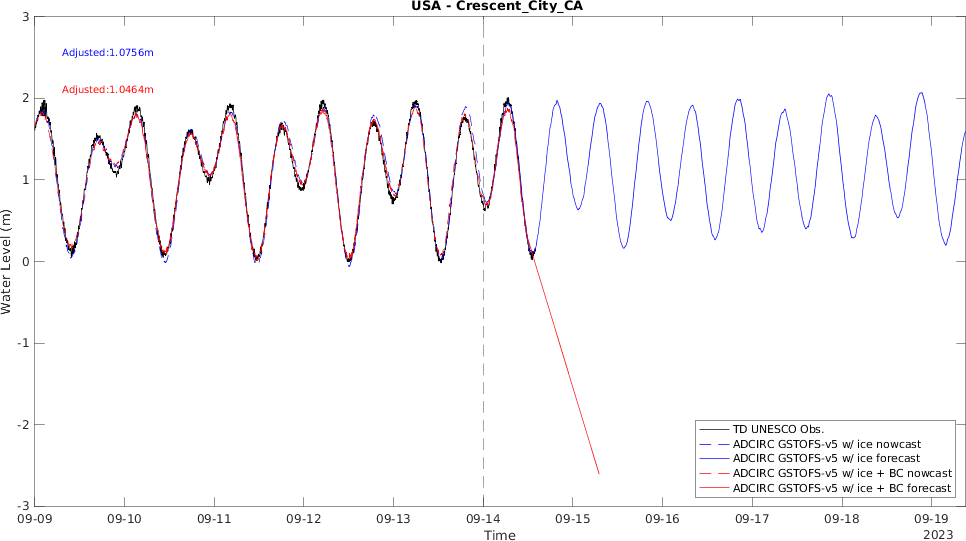 USA - Crescent_City_CA
Adjusted:1.0756m
Adjusted:1.0464m
Water Level (m)
3
2
1
0
-1
-2
-3
TD UNESCO Obs.
ADCIRC GSTOFS-v5 w/ ice nowcast
ADCIRC GSTOFS-v5 w/ ice forecast
ADCIRC GSTOFS-v5 w/ ice + BC nowcast
ADCIRC GSTOFS-v5 w/ ice + BC forecast
09-09 09-10 09-11 09-12 09-13 09-14 09-15 09-16 09-17 09-18 09-19
Time
2023